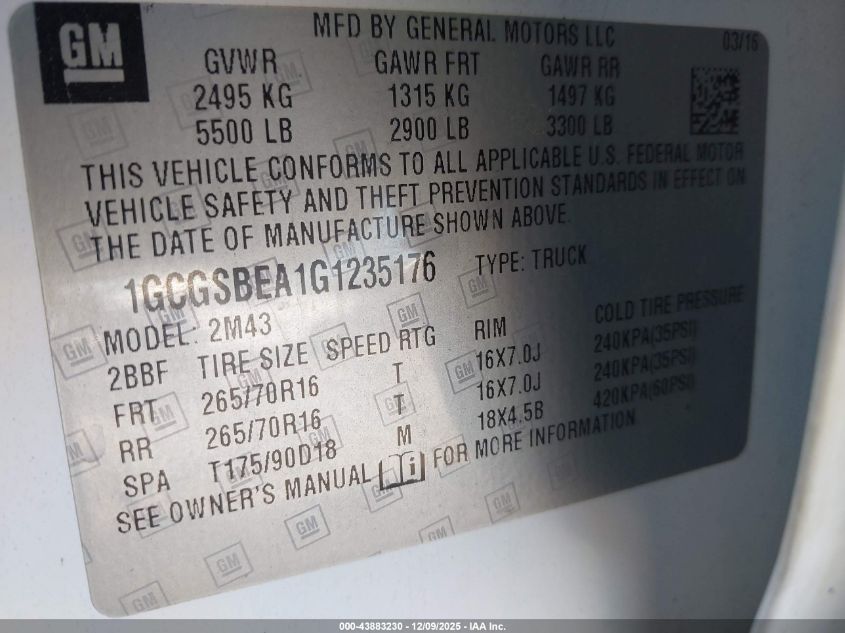 GM
MFD BY GENERAL MOTORS LLC
03/16
GVWR GAWR FRT GAWR RR
2495 KG 1315 KG 1497 KG
5500 LB 2900 LB 3300 LB
THIS VEHICLE CONFORMS TO ALL APPLICABLE U.S. FEDERAL MOTOR
VEHICLE SAFETY AND THEFT PREVENTION STANDARDS IN EFFECT ON
THE DATE OF MANUFACTURE SHOWN ABOVE.
1GCGSBEA1G1235176 TYPE: TRUCK
MODEL: 2M43
2BBF TIRE SIZE SPEED RTG RIM COLD TIRE PRESSURE
FRT 265/70R16 T 16X7.0J 240KPA(35PSI)
RR 265/70R16 T 16X7.0J 240KPA(35PSI)
SPA T175/90D18 M 18X4.5B 420KPA(60PSI)
SEE OWNER'S MANUAL FOR MORE INFORMATION
000-43883230 - 12/09/2025 - IAA Inc.